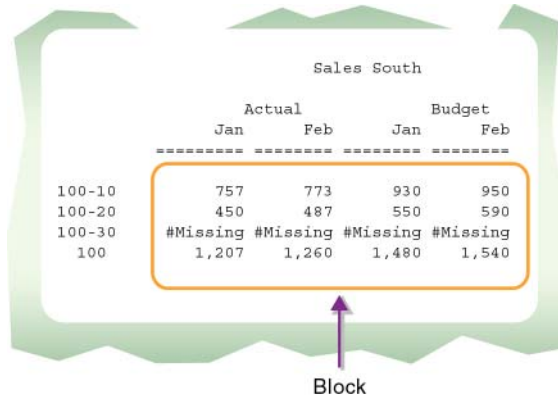 Sales South
Actual Budget
Jan Feb Jan Feb
========= ======== ======== ========
100-10 757 773 930 950
100-20 450 487 550 590
100-30 #Missing #Missing #Missing #Missing
100 1,207 1,260 1,480 1,540
Block